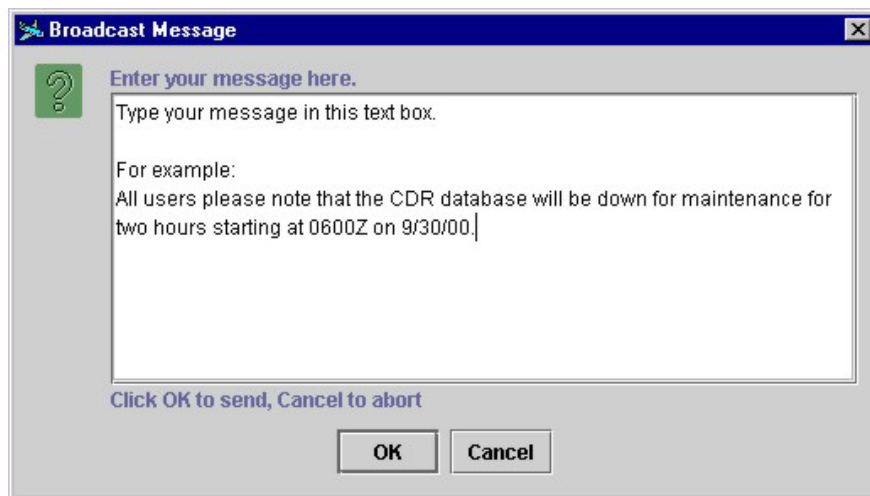 Broadcast Message
Enter your message here.
Type your message in this text box.
For example:
All users please note that the CDR database will be down for maintenance for
two hours starting at 0600Z on 9/30/00.
Click OK to send, Cancel to abort
OK Cancel